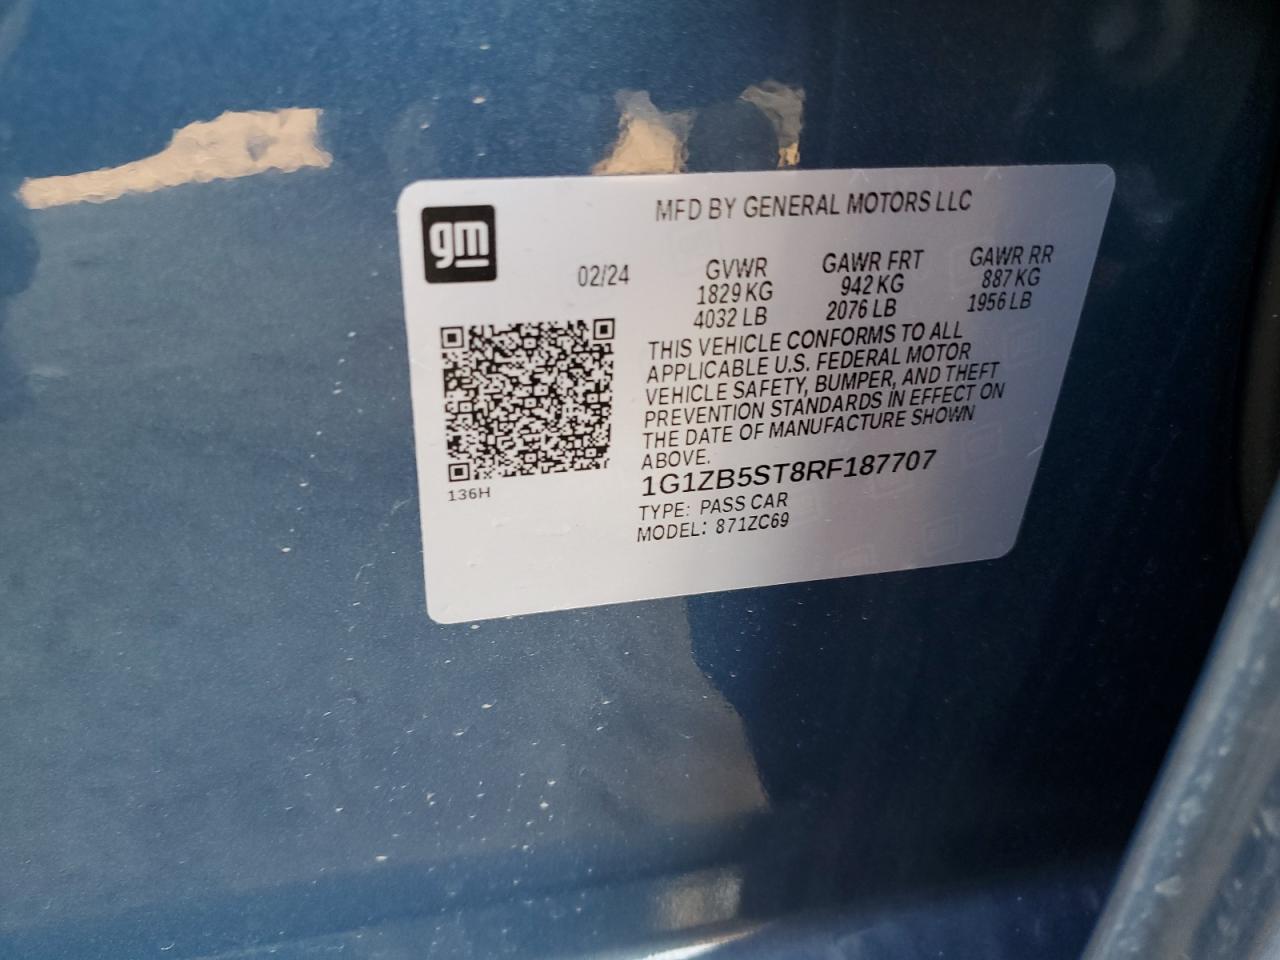 gm
MFD BY GENERAL MOTORS LLC
02/24
GVWR
1829 KG
4032 LB
GAWR FRT
942 KG
2076 LB
GAWR RR
887 KG
1956 LB
THIS VEHICLE CONFORMS TO ALL
APPLICABLE U.S. FEDERAL MOTOR
VEHICLE SAFETY, BUMPER, AND THEFT
PREVENTION STANDARDS IN EFFECT ON
THE DATE OF MANUFACTURE SHOWN
ABOVE.
1G1ZB5ST8RF187707
TYPE: PASS CAR
MODEL: 871ZC69
136H